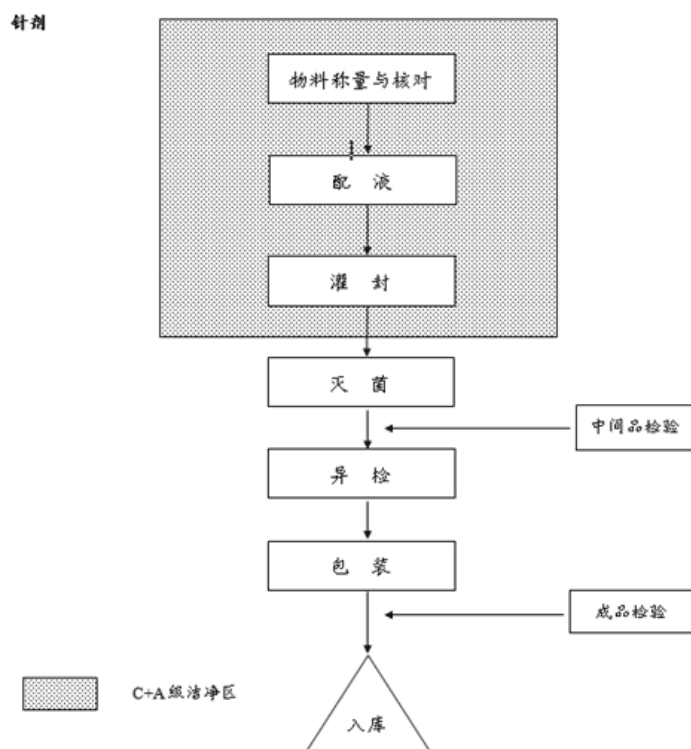 针剂
物料称量与核对
配 液
灌 封
灭 菌
中间品检验
异 检
包 装
成品检验
C+A级洁净区
入库